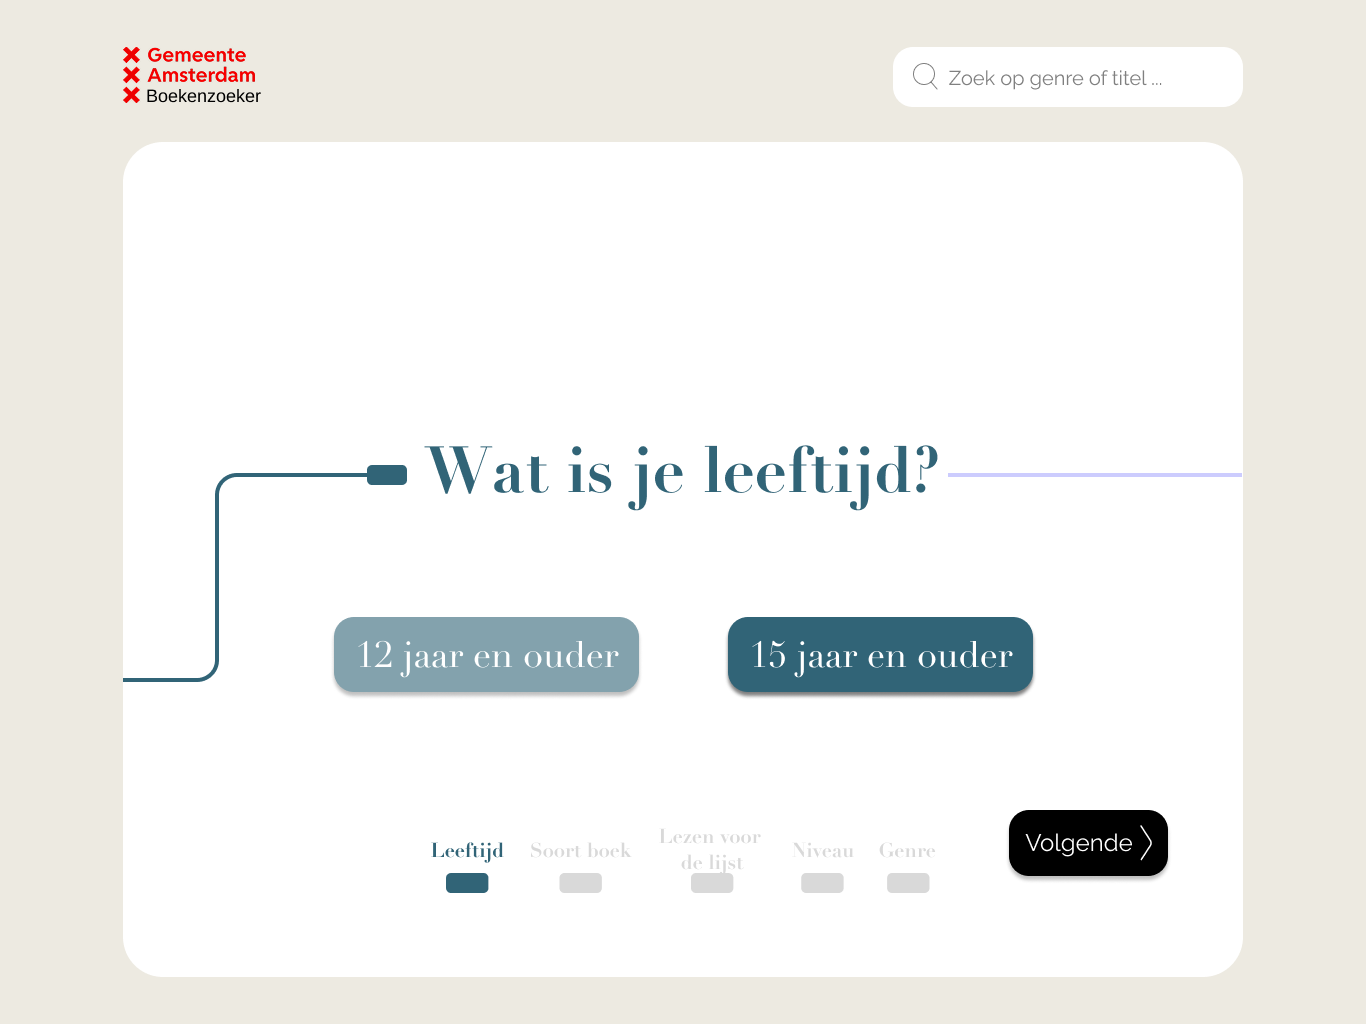 Gemeente
Amsterdam
Boekenzoeker
Zoek op genre of titel ...
Wat is je leeftijd?
12 jaar en ouder
15 jaar en ouder
Leeftijd
Soort boek
Lezen voor
de lijst
Niveau
Genre
Volgende